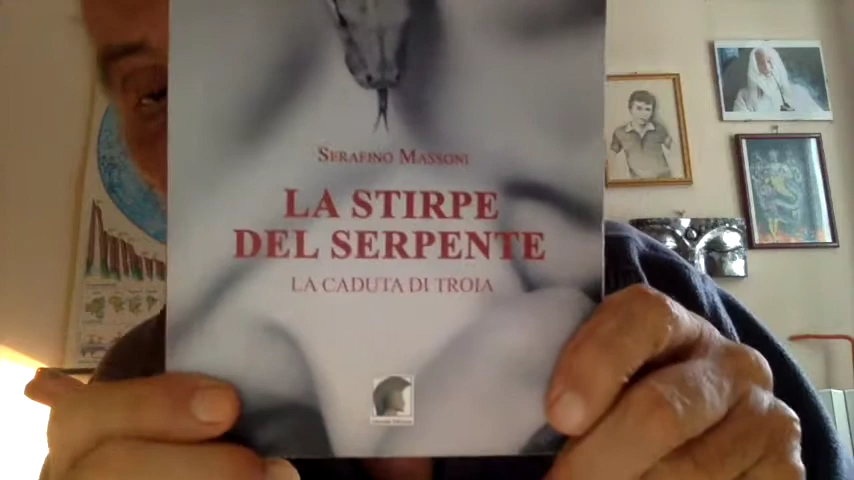 SERAFINO MASSONI
LA STIRPE
DEL SERPENTE
LA CADUTA DI TROIA